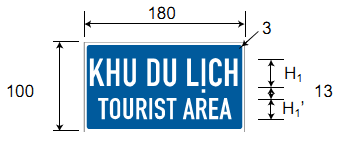 180
3
100
KHU DU LỊCH
TOURIST AREA
H₁
H₁'
13